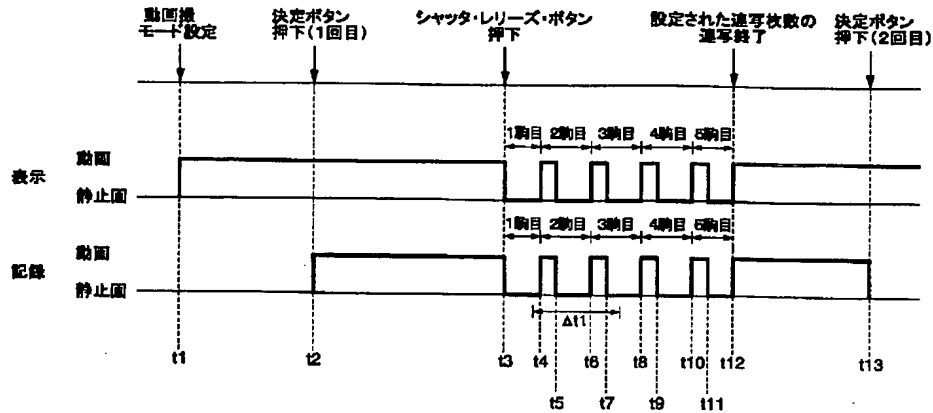 動画撮
モード設定
決定ボタン
押下(1回目)
シャッタ・レリーズ・ボタン
押下
設定された連写枚数の
連写終了
決定ボタン
押下(2回目)
1駒目 2駒目 3駒目 4駒目 5駒目
表示
動画
静止画
1駒目 2駒目 3駒目 4駒目 5駒目
記録
動画
静止画
Δt1
t1 t2 t3 t4 t6 t8 t10 t12 t13
t5 t7 t9 t11